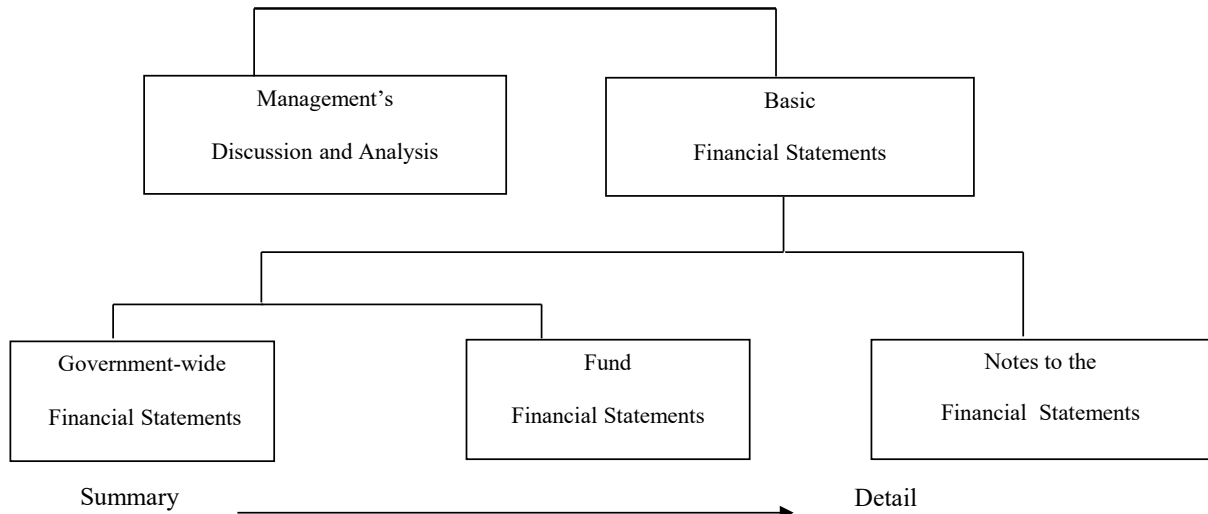 Management’s
Discussion and Analysis
Basic
Financial Statements
Government-wide
Financial Statements
Fund
Financial Statements
Notes to the
Financial Statements
Summary
Detail